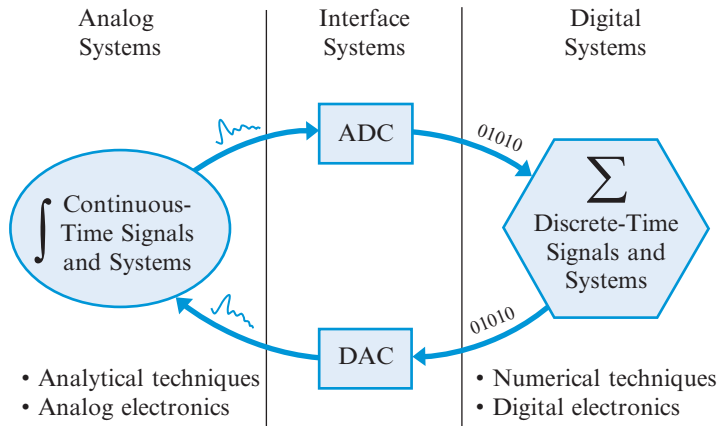 Analog
Systems
Interface
Systems
Digital
Systems
ADC
01010
∫
Continuous-
Time Signals
and Systems
∑
Discrete-Time
Signals and
Systems
01010
DAC
• Analytical techniques
• Analog electronics
• Numerical techniques
• Digital electronics